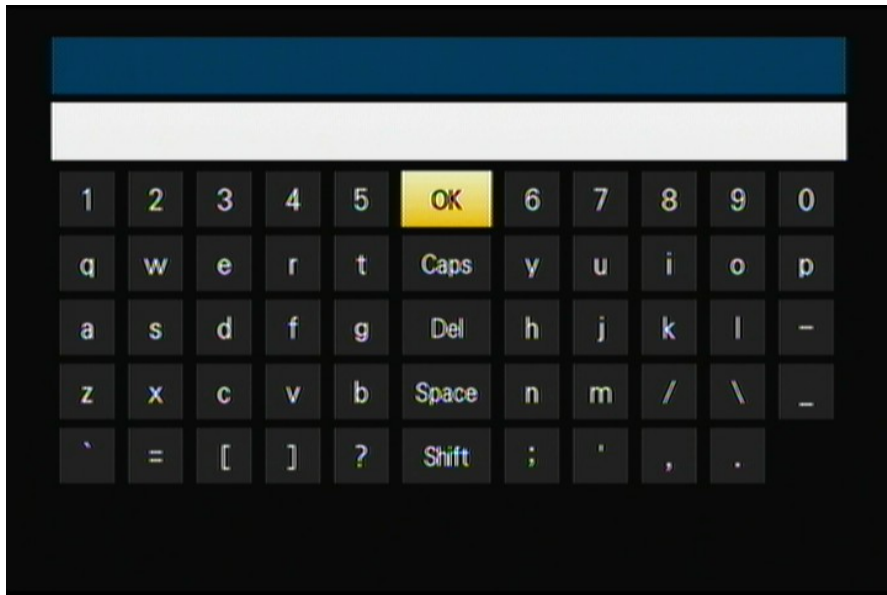 1 2 3 4 5 OK 6 7 8 9 0
q w e r t Caps y u i o p
a s d f g Del h j k l -
z x c v b Space n m / \ _
` = [ ] ? Shift ; ' , .